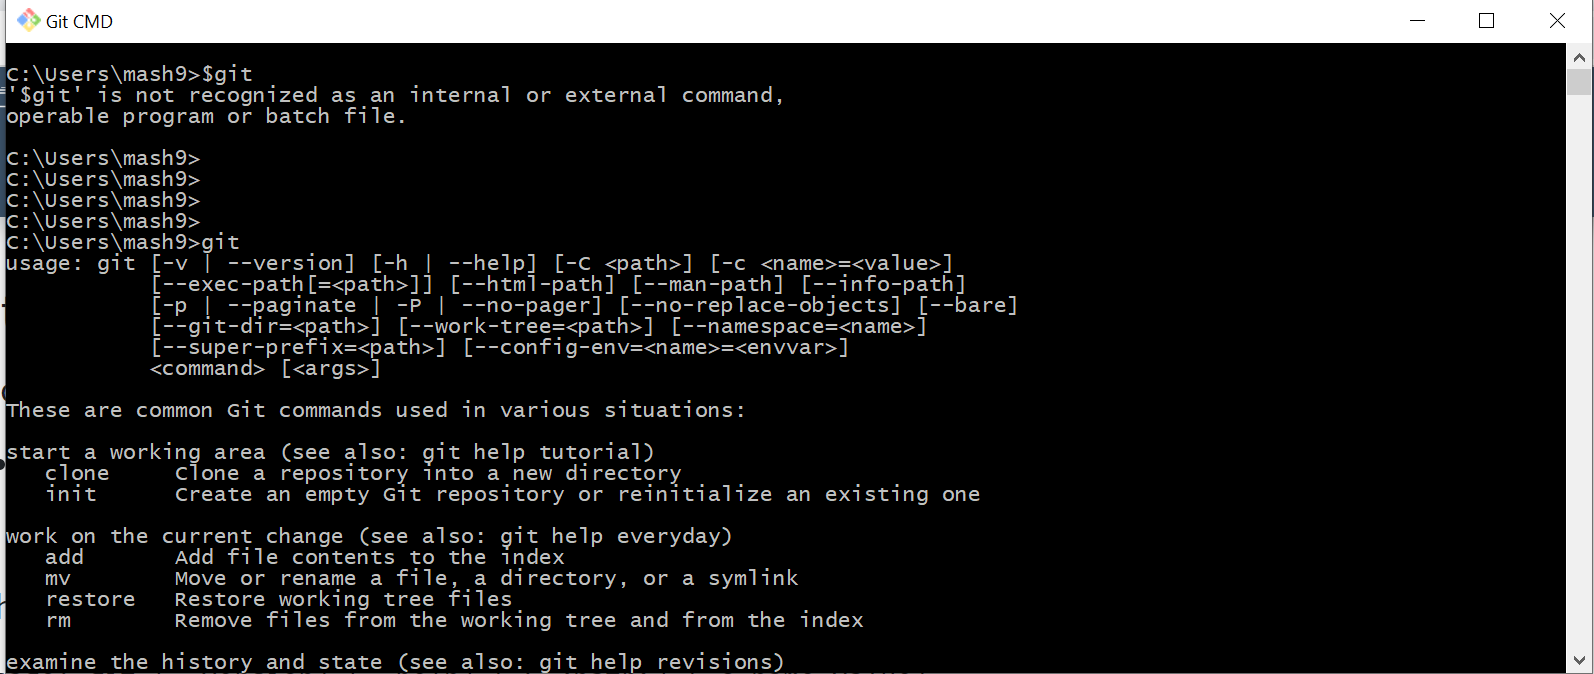 Git CMD
C:\Users\mash9>$git
'$git' is not recognized as an internal or external command,
operable program or batch file.
C:\Users\mash9>
C:\Users\mash9>
C:\Users\mash9>
C:\Users\mash9>
C:\Users\mash9>git
usage: git [-v | --version] [-h | --help] [-C <path>] [-c <name>=<value>]
           [--exec-path[=<path>]] [--html-path] [--man-path] [--info-path]
           [-p | --paginate | -P | --no-pager] [--no-replace-objects] [--bare]
           [--git-dir=<path>] [--work-tree=<path>] [--namespace=<name>]
           [--super-prefix=<path>] [--config-env=<name>=<envvar>]
           <command> [<args>]
These are common Git commands used in various situations:
start a working area (see also: git help tutorial)
   clone     Clone a repository into a new directory
   init      Create an empty Git repository or reinitialize an existing one
work on the current change (see also: git help everyday)
   add       Add file contents to the index
   mv        Move or rename a file, a directory, or a symlink
   restore   Restore working tree files
   rm        Remove files from the working tree and from the index
examine the history and state (see also: git help revisions)